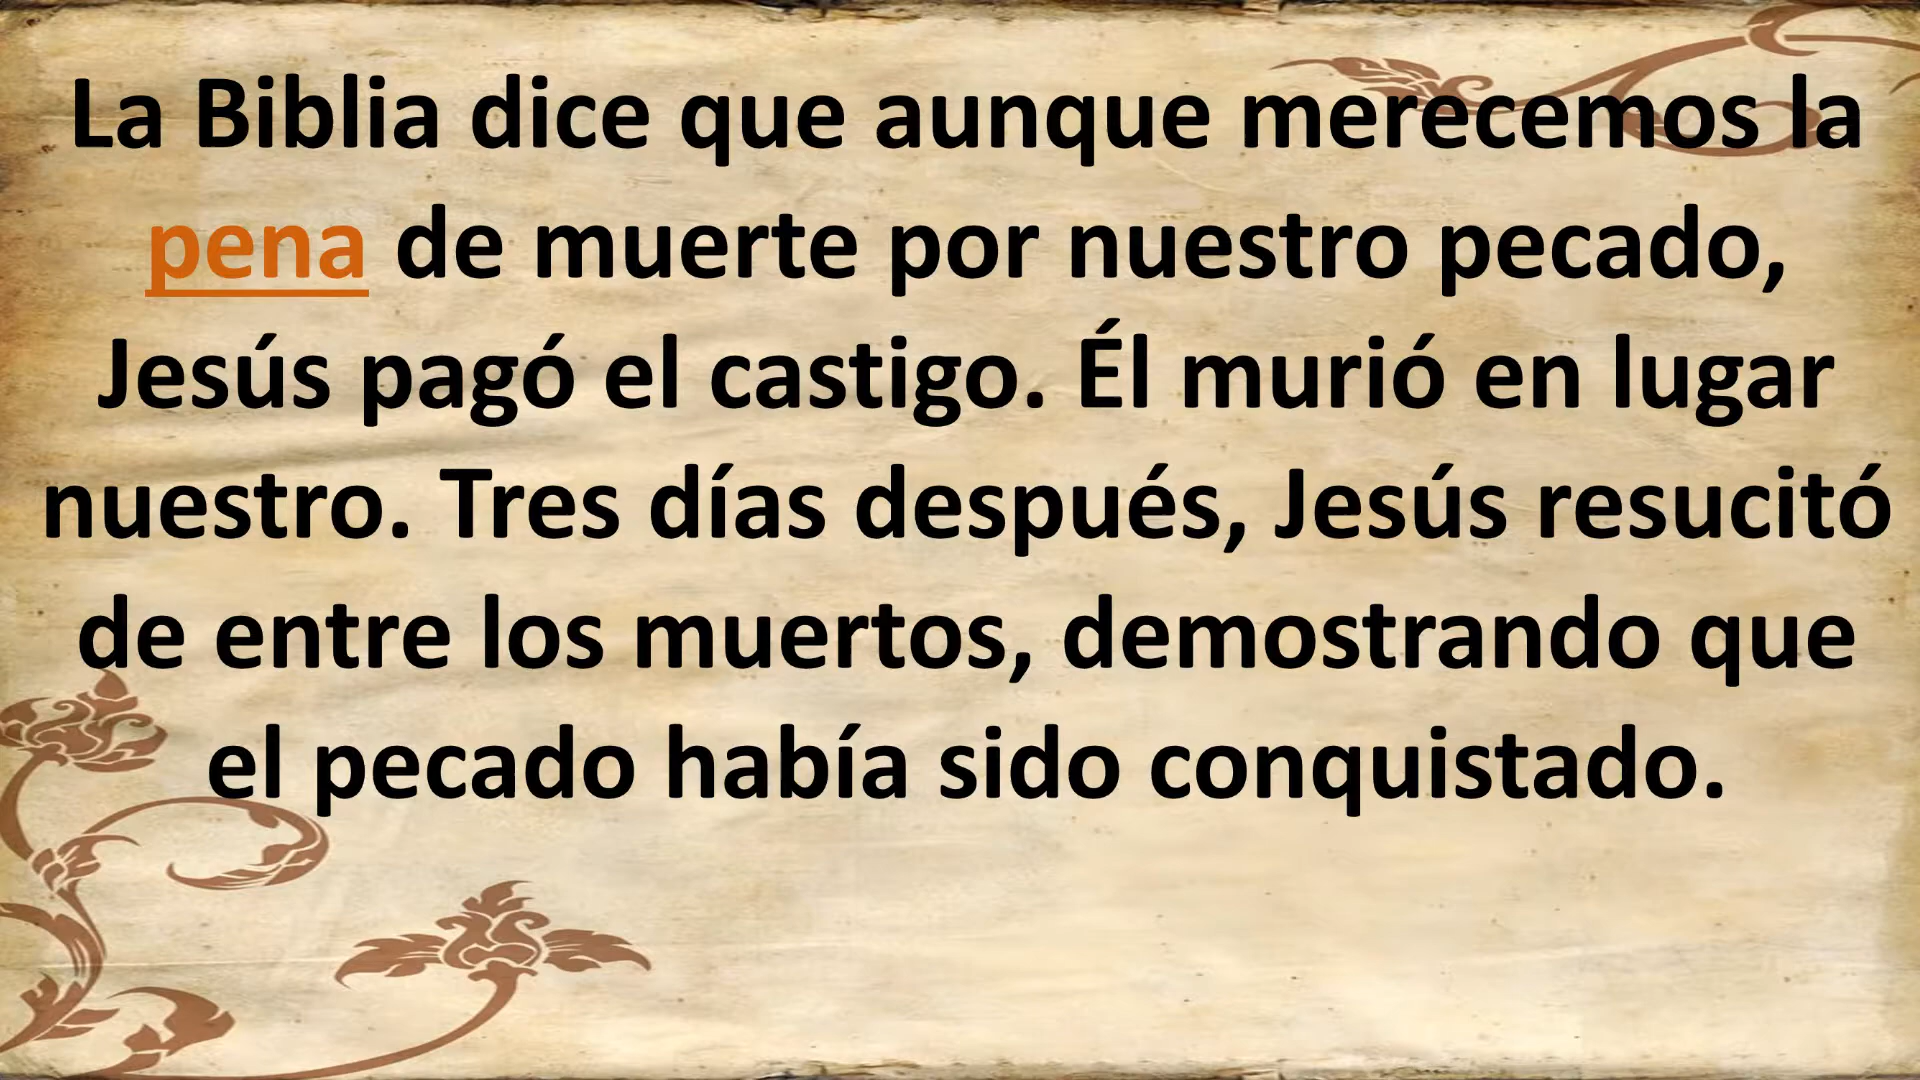 La Biblia dice que aunque merecemos la
pena de muerte por nuestro pecado,
Jesús pagó el castigo. Él murió en lugar
nuestro. Tres días después, Jesús resucitó
de entre los muertos, demostrando que
el pecado había sido conquistado.